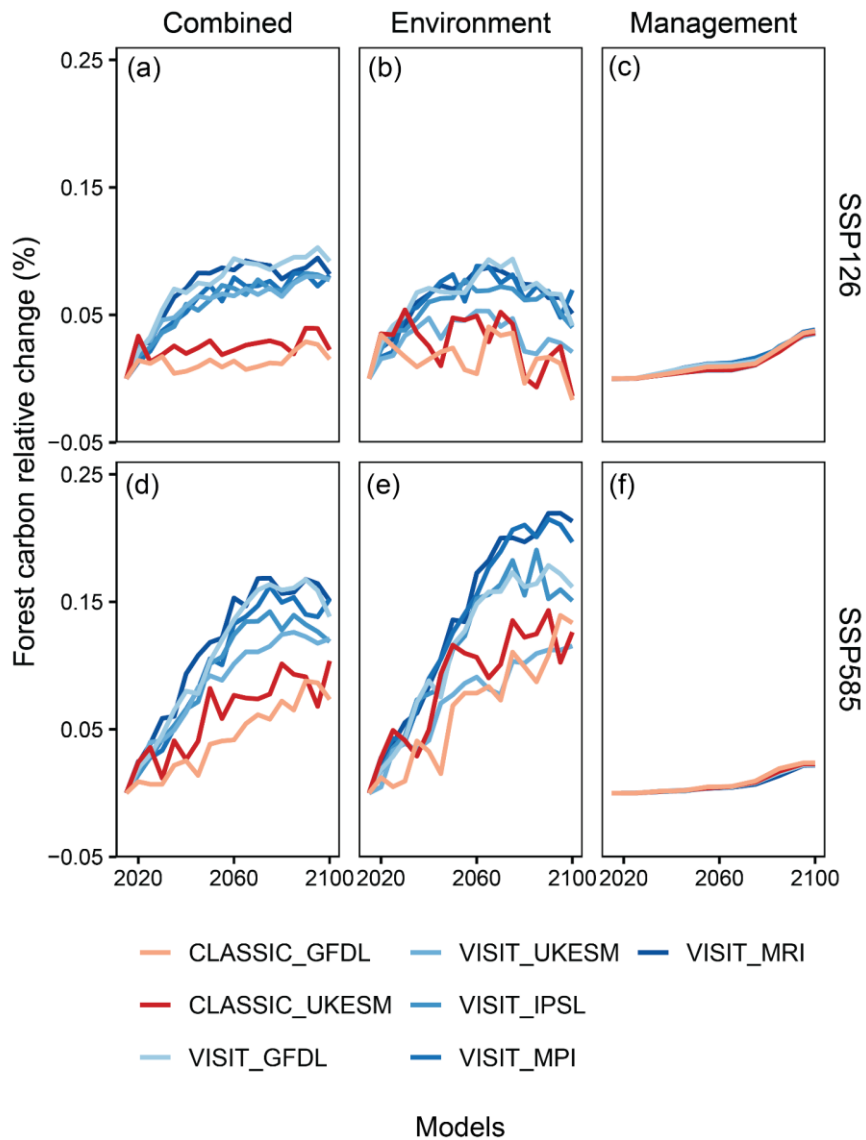 Combined Environment Management
(a) (b) (c)
0.25
0.15
0.05
−0.05
SSP126
(d) (e) (f)
0.25
0.15
0.05
−0.05
SSP585
Forest carbon relative change (%)
2020 2060 2100 2020 2060 2100 2020 2060 2100
CLASSIC_GFDL VISIT_UKESM VISIT_MRI
CLASSIC_UKESM VISIT_IPSL
VISIT_GFDL VISIT_MPI
Models